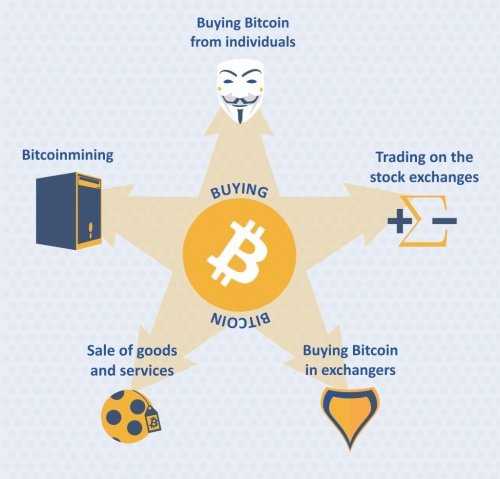 Buying Bitcoin
from individuals
Bitcoinmining
Trading on the
stock exchanges
BUYING
BITCOIN
Sale of goods
and services
Buying Bitcoin
in exchangers